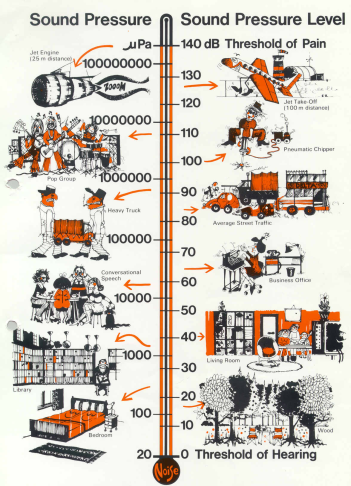 Sound Pressure
Sound Pressure Level
µPa
140 dB Threshold of Pain
Jet Engine
(25 m distance)
100000000
130
ZOOOM
120
Jet Take-Off
(100 m distance)
10000000
110
Pneumatic Chipper
100
Pop Group
1000000
90
Heavy Truck
80
Average Street Traffic
100000
70
Conversational
Speech
60
Business Office
10000
50
40
1000
Living Room
Library
30
20
100
10
Wood
Bedroom
20
0 Threshold of Hearing
Noise